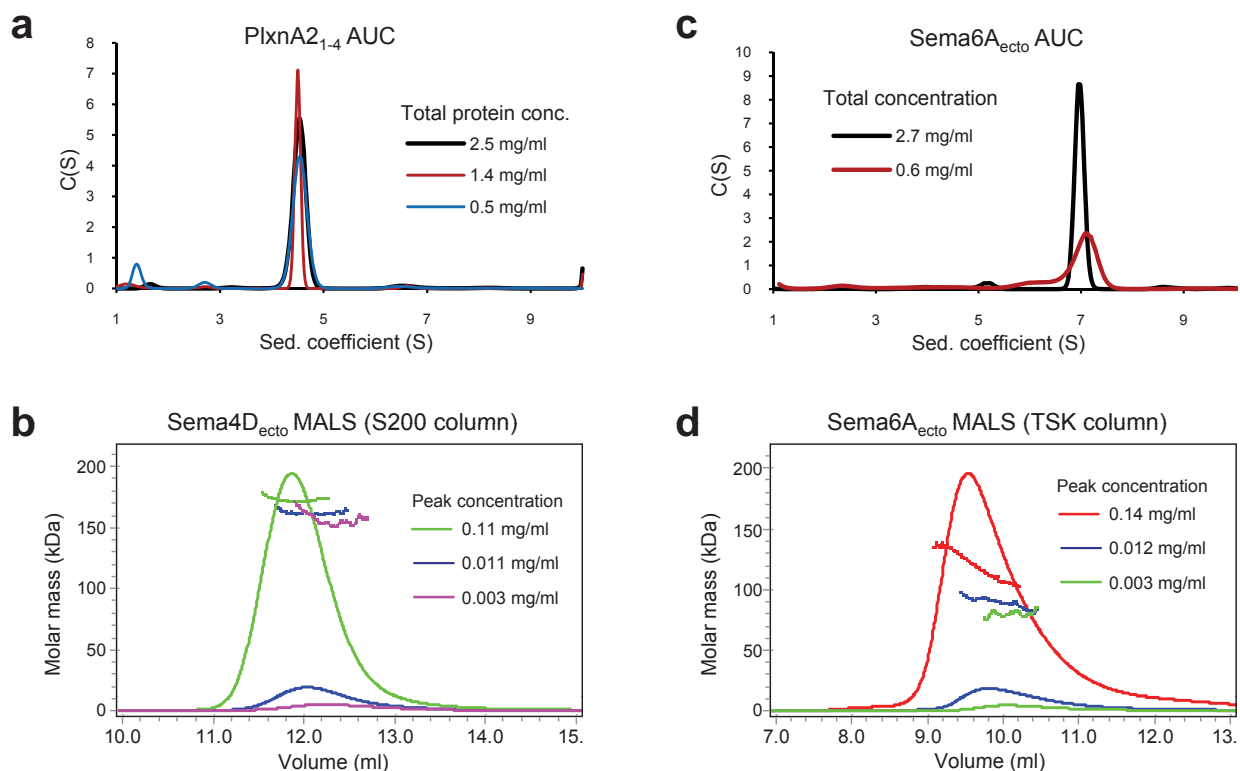 a
PlxnA2₁₋₄ AUC
8
7
6
5
4
3
2
1
0
C(S)
Total protein conc.
2.5 mg/ml
1.4 mg/ml
0.5 mg/ml
1 3 5 7 9
Sed. coefficient (S)
c
Sema6Aecto AUC
10
9
8
7
6
5
4
3
2
1
0
C(S)
Total concentration
2.7 mg/ml
0.6 mg/ml
1 3 5 7 9
Sed. coefficient (S)
b
Sema4Decto MALS (S200 column)
200
150
100
50
0
Molar mass (kDa)
Peak concentration
0.11 mg/ml
0.011 mg/ml
0.003 mg/ml
10.0 11.0 12.0 13.0 14.0 15.
Volume (ml)
d
Sema6Aecto MALS (TSK column)
200
150
100
50
0
Molar mass (kDa)
Peak concentration
0.14 mg/ml
0.012 mg/ml
0.003 mg/ml
7.0 8.0 9.0 10.0 11.0 12.0 13.
Volume (ml)